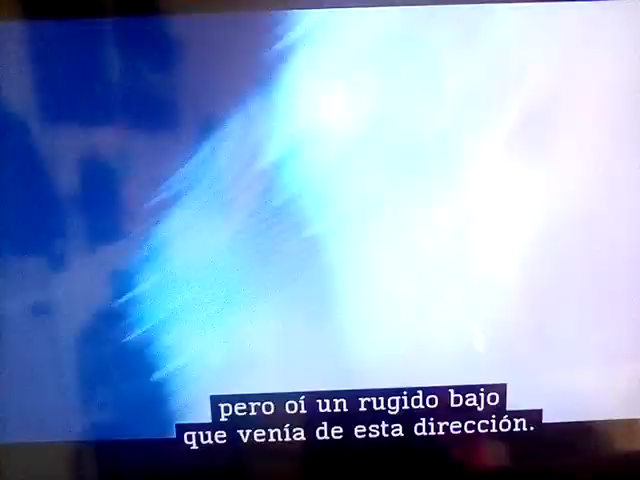 pero oí un rugido bajo
que venía de esta dirección.